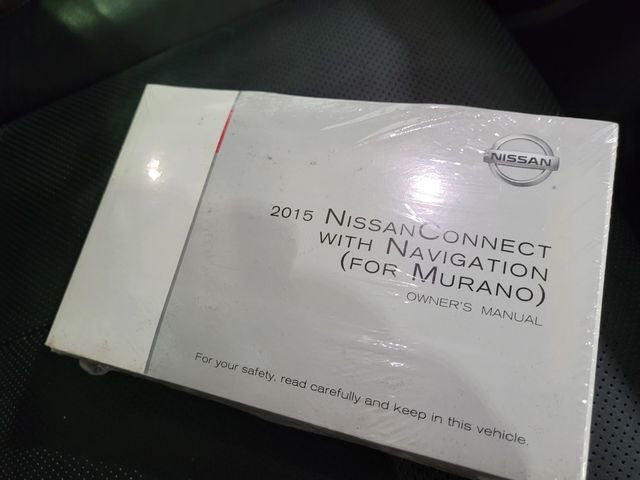 NISSAN
2015 NISSANCONNECT
WITH NAVIGATION
(FOR MURANO)
OWNER'S MANUAL
For your safety, read carefully and keep in this vehicle.